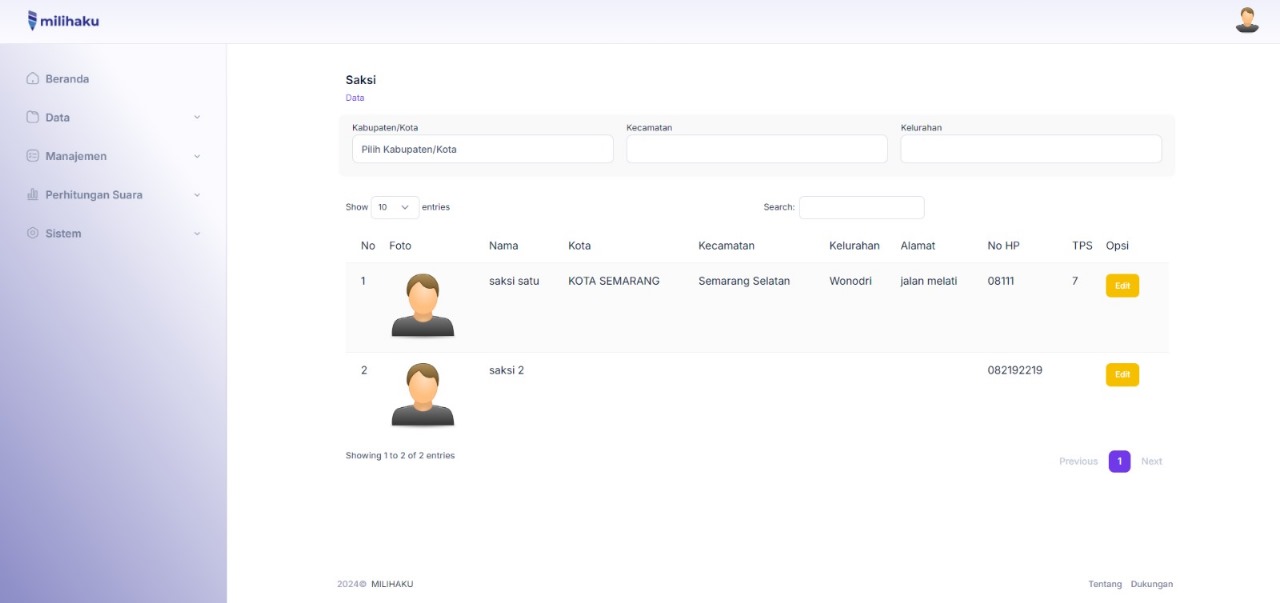 milihaku
Beranda
Data
Manajemen
Perhitungan Suara
Sistem
Saksi
Data
Kabupaten/Kota Kecamatan Kelurahan
Pilih Kabupaten/Kota
Show 10 entries Search:
No Foto Nama Kota Kecamatan Kelurahan Alamat No HP TPS Opsi
1 saksi satu KOTA SEMARANG Semarang Selatan Wonodri jalan melati 08111 7 Edit
2 saksi 2 082192219 Edit
Showing 1 to 2 of 2 entries
Previous 1 Next
2024© MILIHAKU Tentang Dukungan